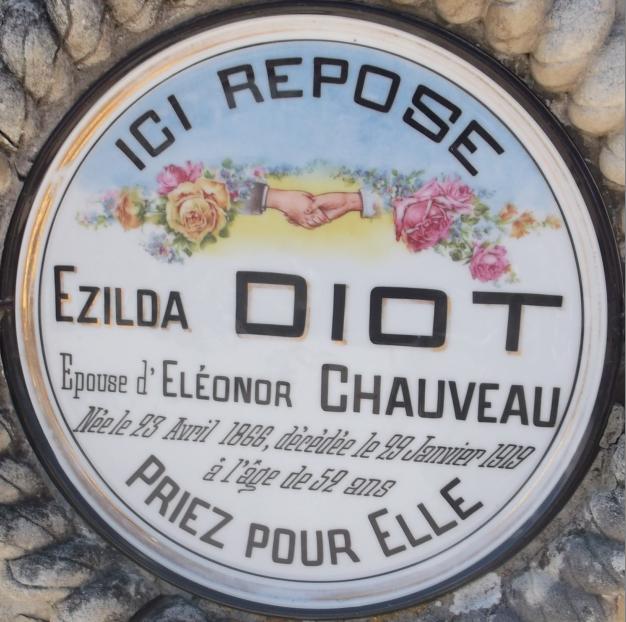 ICI REPOSE
EZILDA DIOT
Epouse d'ELÉONOR CHAUVEAU
Née le 23 Avril 1866, décédée le 29 Janvier 1919
à l'âge de 52 ans
PRIEZ POUR ELLE